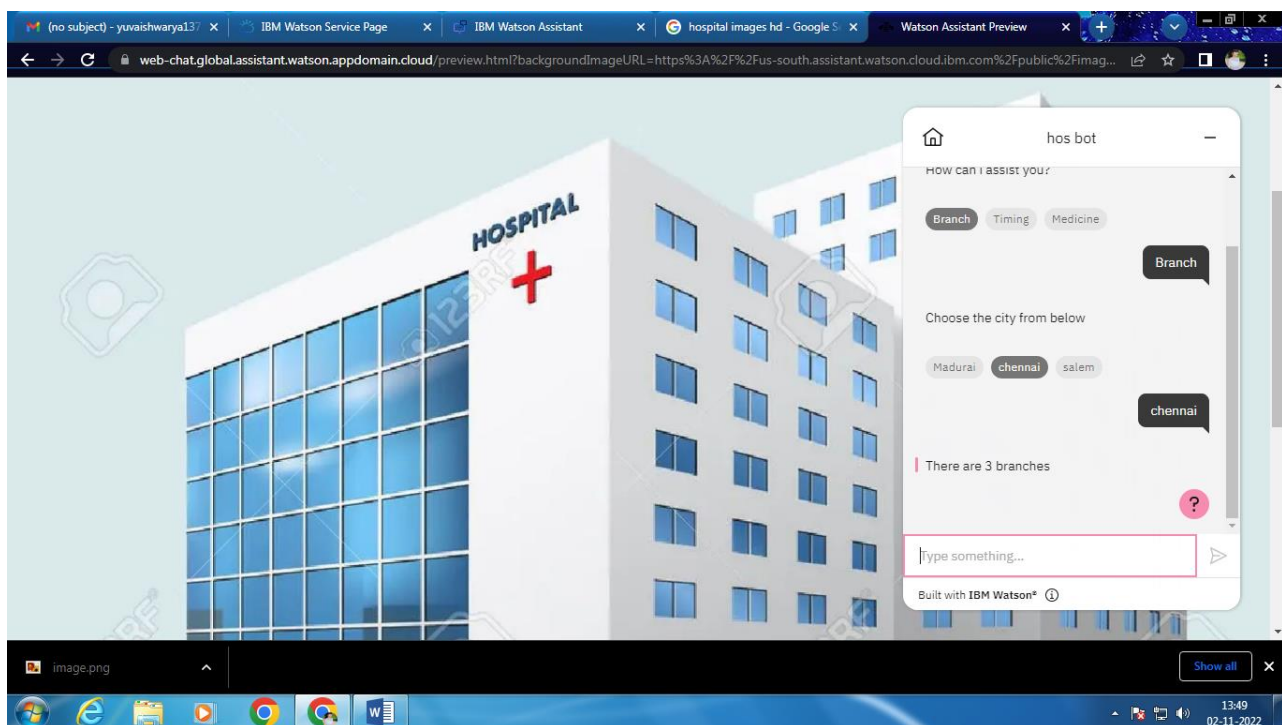 (no subject) - yuvaishwarya137
IBM Watson Service Page
IBM Watson Assistant
hospital images hd - Google S
Watson Assistant Preview
web-chat.global.assistant.watson.appdomain.cloud/preview.html?backgroundImageURL=https%3A%2F%2Fus-south.assistant.watson.cloud.ibm.com%2Fpublic%2Fimag...
HOSPITAL
123RF
hos bot
How can I assist you?
Branch Timing Medicine
Branch
Choose the city from below
Madurai chennai salem
chennai
There are 3 branches
?
Type something...
Built with IBM Watson®
image.png
Show all
13:49
02-11-2022